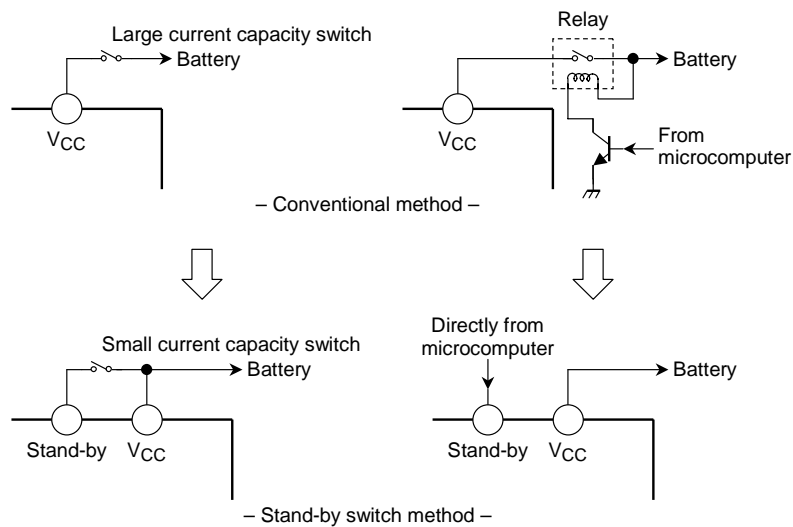 Large current capacity switch
Battery
VCC
Relay
Battery
VCC
From
microcomputer
– Conventional method –
Small current capacity switch
Battery
Stand-by
VCC
Directly from
microcomputer
Battery
Stand-by
VCC
– Stand-by switch method –